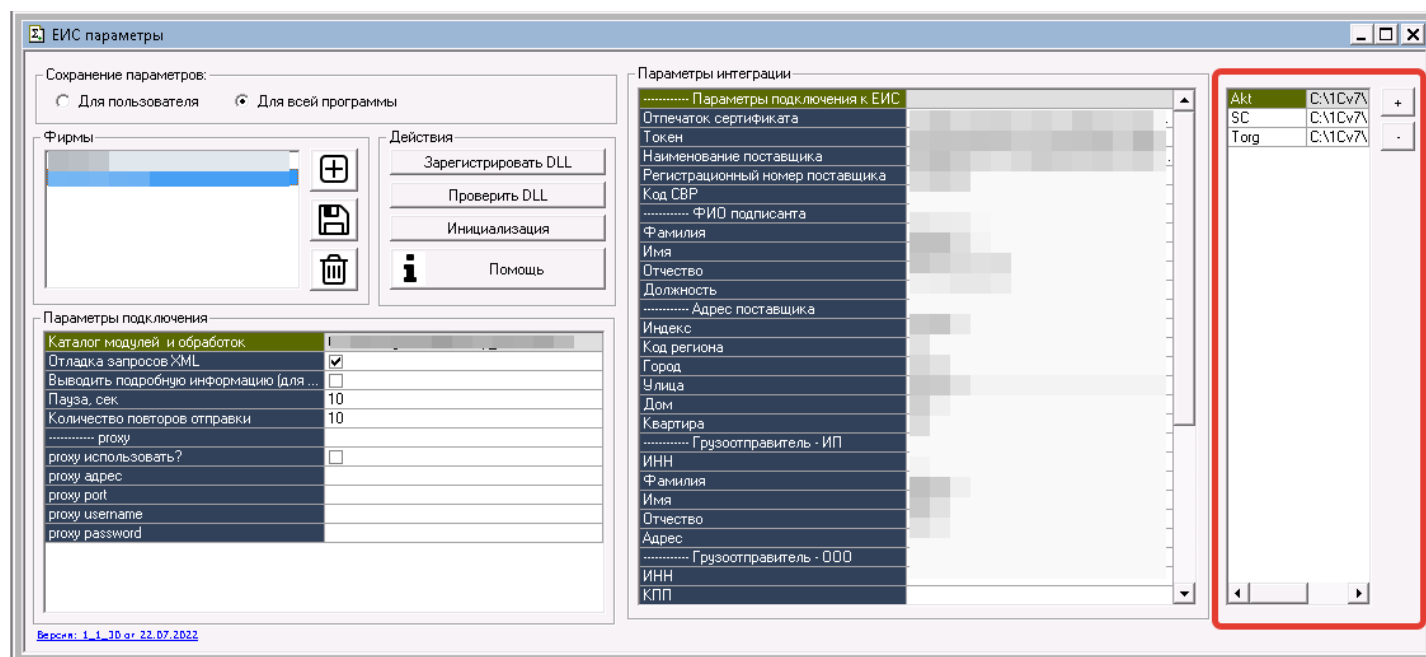 ЕИС параметры
Сохранение параметров:
Для пользователя
Для всей программы
Фирмы
Действия
Зарегистрировать DLL
Проверить DLL
Инициализация
Помощь
Параметры подключения
Каталог модулей и обработок
Отладка запросов XML
Выводить подробную информацию (для ...
Пауза, сек 10
Количество повторов отправки 10
----------- proxy
proxy использовать?
proxy адрес
proxy port
proxy username
proxy password
Версия: 1_1_30 от 22.07.2022
Параметры интеграции
----------- Параметры подключения к ЕИС
Отпечаток сертификата
Токен
Наименование поставщика
Регистрационный номер поставщика
Код СВР
----------- ФИО подписанта
Фамилия
Имя
Отчество
Должность
----------- Адрес поставщика
Индекс
Код региона
Город
Улица
Дом
Квартира
----------- Грузоотправитель - ИП
ИНН
Фамилия
Имя
Отчество
Адрес
----------- Грузоотправитель - ООО
ИНН
КПП
Akt C:\1Cv7\
SC C:\1Cv7\
Torg C:\1Cv7\
+
-